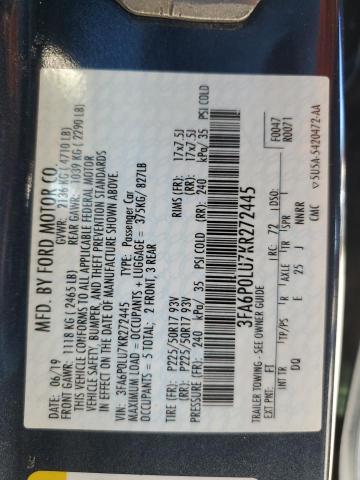 MFD. BY FORD MOTOR CO.
06/19 GVWR: 2136 KG ( 4710 LB)
FRONT GAWR: 1118 KG ( 2465 LB) REAR GAWR: 1039 KG ( 2290 LB)
THIS VEHICLE CONFORMS TO ALL APPLICABLE FEDERAL MOTOR
VEHICLE SAFETY, BUMPER, AND THEFT PREVENTION STANDARDS
IN EFFECT ON THE DATE OF MANUFACTURE SHOWN ABOVE.
VIN: 3FA6P0LU7KR272445 TYPE: Passenger Car
MAXIMUM LOAD = OCCUPANTS + LUGGAGE = 375KG/ 827LB
OCCUPANTS = 5 TOTAL; 2 FRONT, 3 REAR
TIRE (FR): P225/50R17 93V RIMS (FR): 17x7.5J
(RR): P225/50R17 93V (RR): 17x7.5J
PRESSURE (FR): 240 kPa/ 35 PSI COLD (RR): 240 kPa/ 35 PSI COLD
3FA6P0LU7KR272445
TRAILER TOWING - SEE OWNER GUIDE
EXT PNT: FT RC: 72 DSO: F0047
R0071
INT TR TP/PS R AXLE TR SPR
DQ E 25 J NNRR
CMC SU5A-5420472-AA